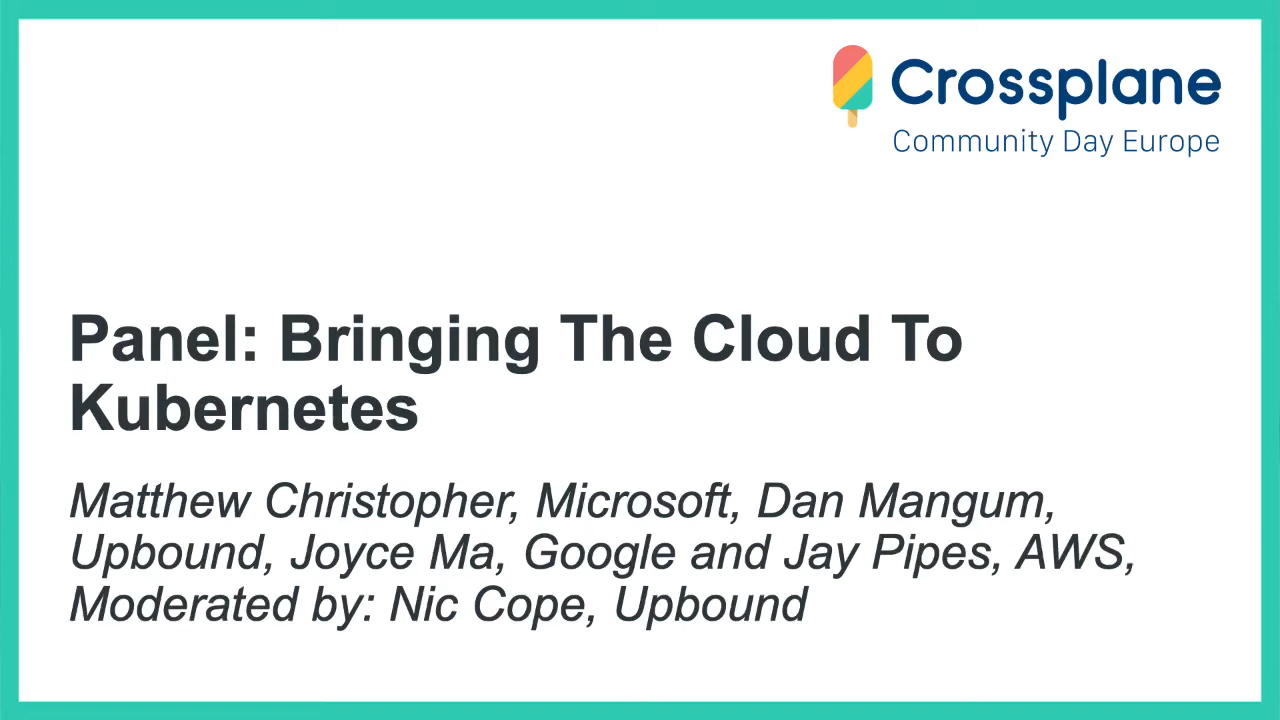 Crossplane
Community Day Europe
Panel: Bringing The Cloud To
Kubernetes
Matthew Christopher, Microsoft, Dan Mangum,
Upbound, Joyce Ma, Google and Jay Pipes, AWS,
Moderated by: Nic Cope, Upbound